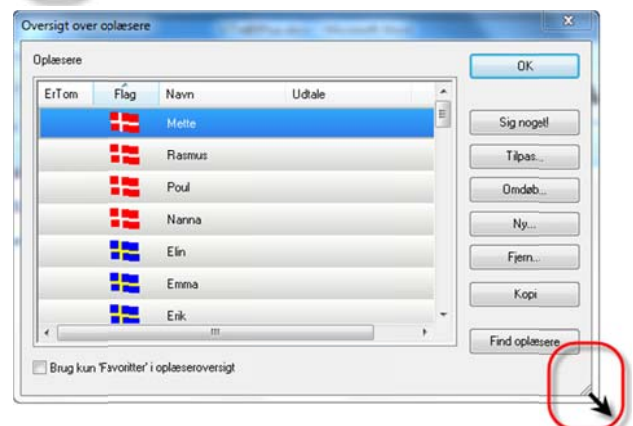 Oversigt over oplæsere
Oplæsere
OK
ErTom Flag Navn Udtale
Mette
Sig noget!
Rasmus
Tilpas...
Poul
Omdøb...
Nanna
Ny...
Elin
Fjern...
Emma
Kopi
Erik
Find oplæsere
Brug kun 'Favoritter' i oplæseroversigt